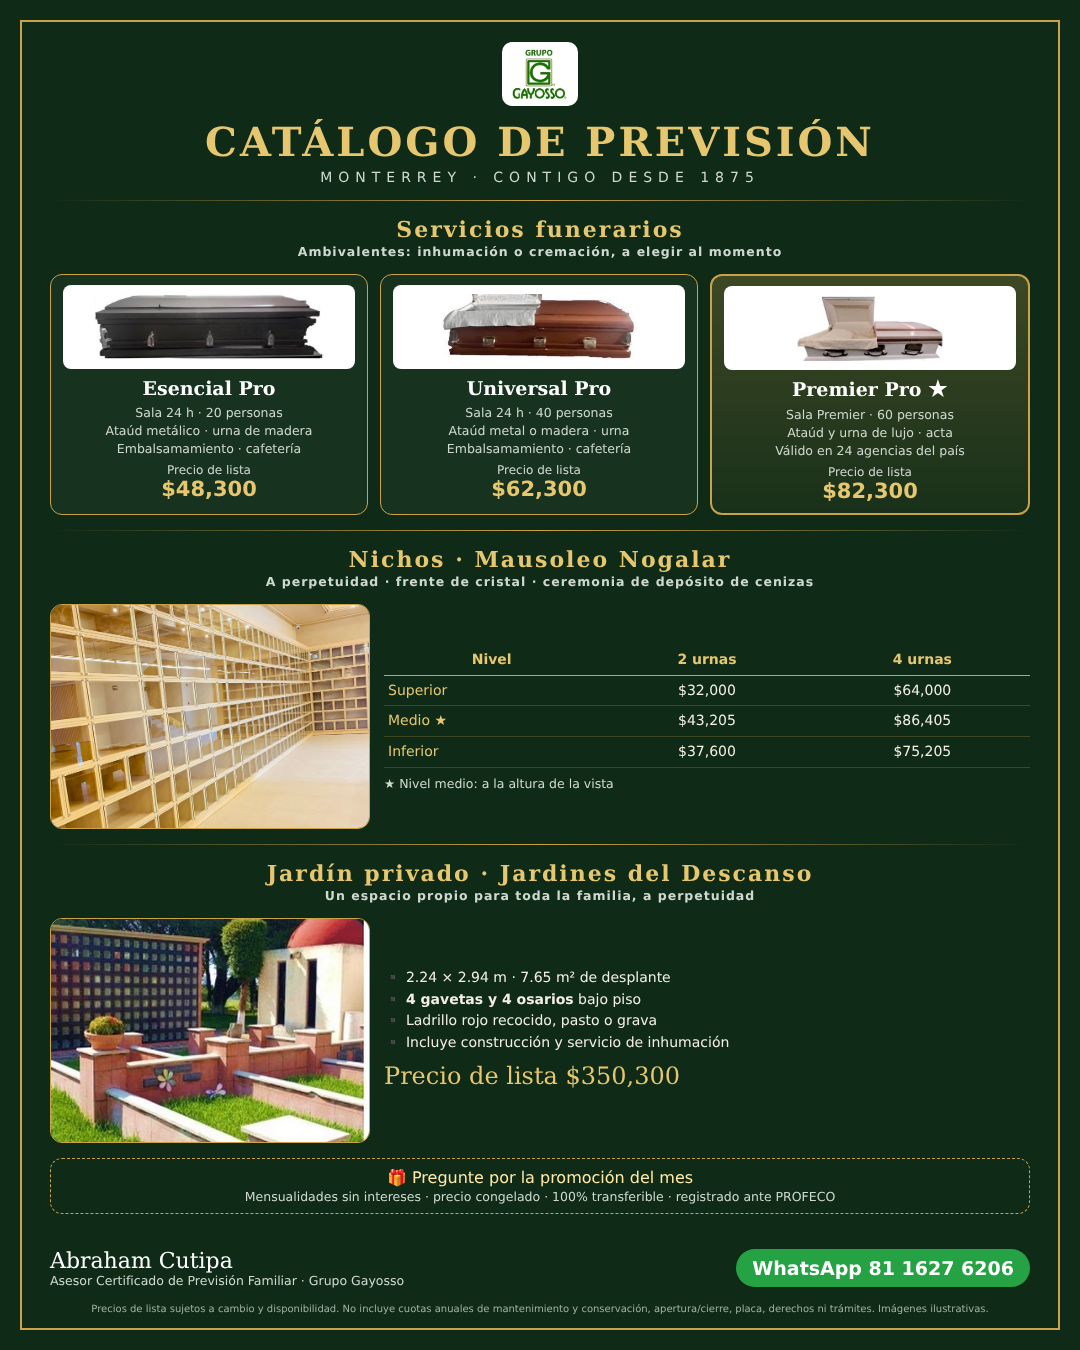 GRUPO
G
GAYOSSO
CATÁLOGO DE PREVISIÓN
MONTERREY · CONTIGO DESDE 1875
Servicios funerarios
Ambivalentes: inhumación o cremación, a elegir al momento
Esencial Pro
Sala 24 h · 20 personas
Ataúd metálico · urna de madera
Embalsamamiento · cafetería
Precio de lista
$48,300
Universal Pro
Sala 24 h · 40 personas
Ataúd metal o madera · urna
Embalsamamiento · cafetería
Precio de lista
$62,300
Premier Pro ★
Sala Premier · 60 personas
Ataúd y urna de lujo · acta
Válido en 24 agencias del país
Precio de lista
$82,300
Nichos · Mausoleo Nogalar
A perpetuidad · frente de cristal · ceremonia de depósito de cenizas
Nivel 2 urnas 4 urnas
Superior $32,000 $64,000
Medio ★ $43,205 $86,405
Inferior $37,600 $75,205
★ Nivel medio: a la altura de la vista
Jardín privado · Jardines del Descanso
Un espacio propio para toda la familia, a perpetuidad
▪ 2.24 × 2.94 m · 7.65 m² de desplante
▪ 4 gavetas y 4 osarios bajo piso
▪ Ladrillo rojo recocido, pasto o grava
▪ Incluye construcción y servicio de inhumación
Precio de lista $350,300
🎁 Pregunte por la promoción del mes
Mensualidades sin intereses · precio congelado · 100% transferible · registrado ante PROFECO
Abraham Cutipa
Asesor Certificado de Previsión Familiar · Grupo Gayosso
WhatsApp 81 1627 6206
Precios de lista sujetos a cambio y disponibilidad. No incluye cuotas anuales de mantenimiento y conservación, apertura/cierre, placa, derechos ni trámites. Imágenes ilustrativas.